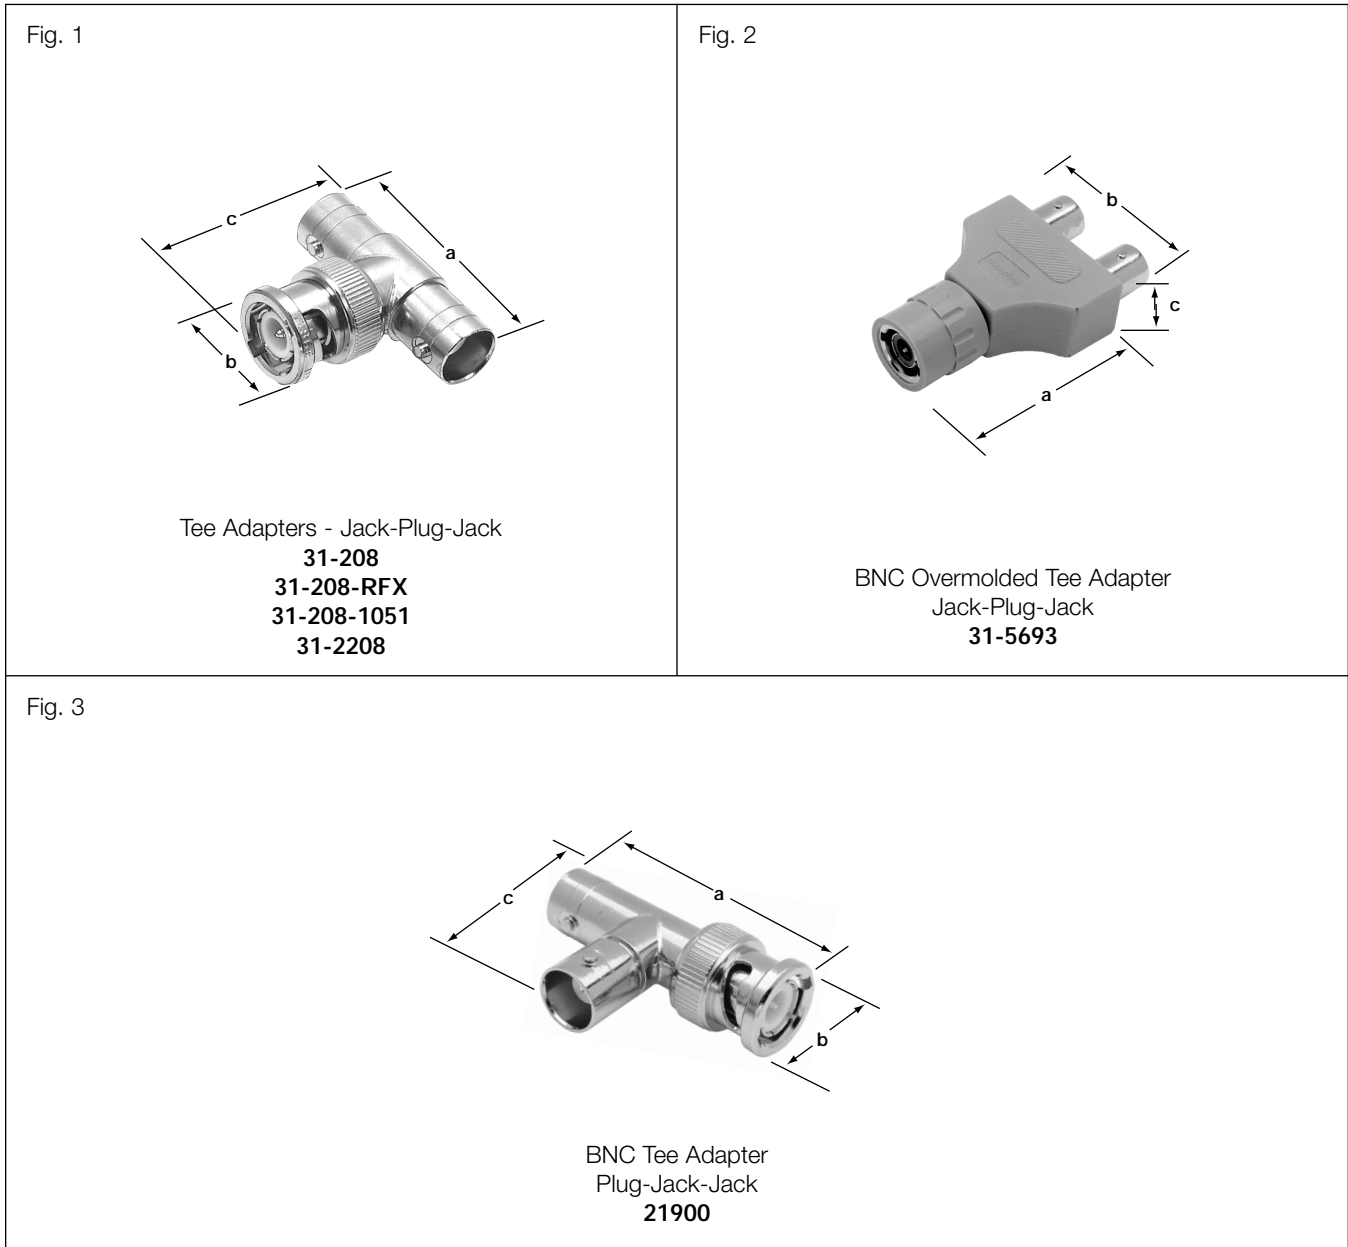 Fig. 1
c
a
b
Tee Adapters - Jack-Plug-Jack
31-208
31-208-RFX
31-208-1051
31-2208
Fig. 2
b
c
a
BNC Overmolded Tee Adapter
Jack-Plug-Jack
31-5693
Fig. 3
c
a
b
BNC Tee Adapter
Plug-Jack-Jack
21900